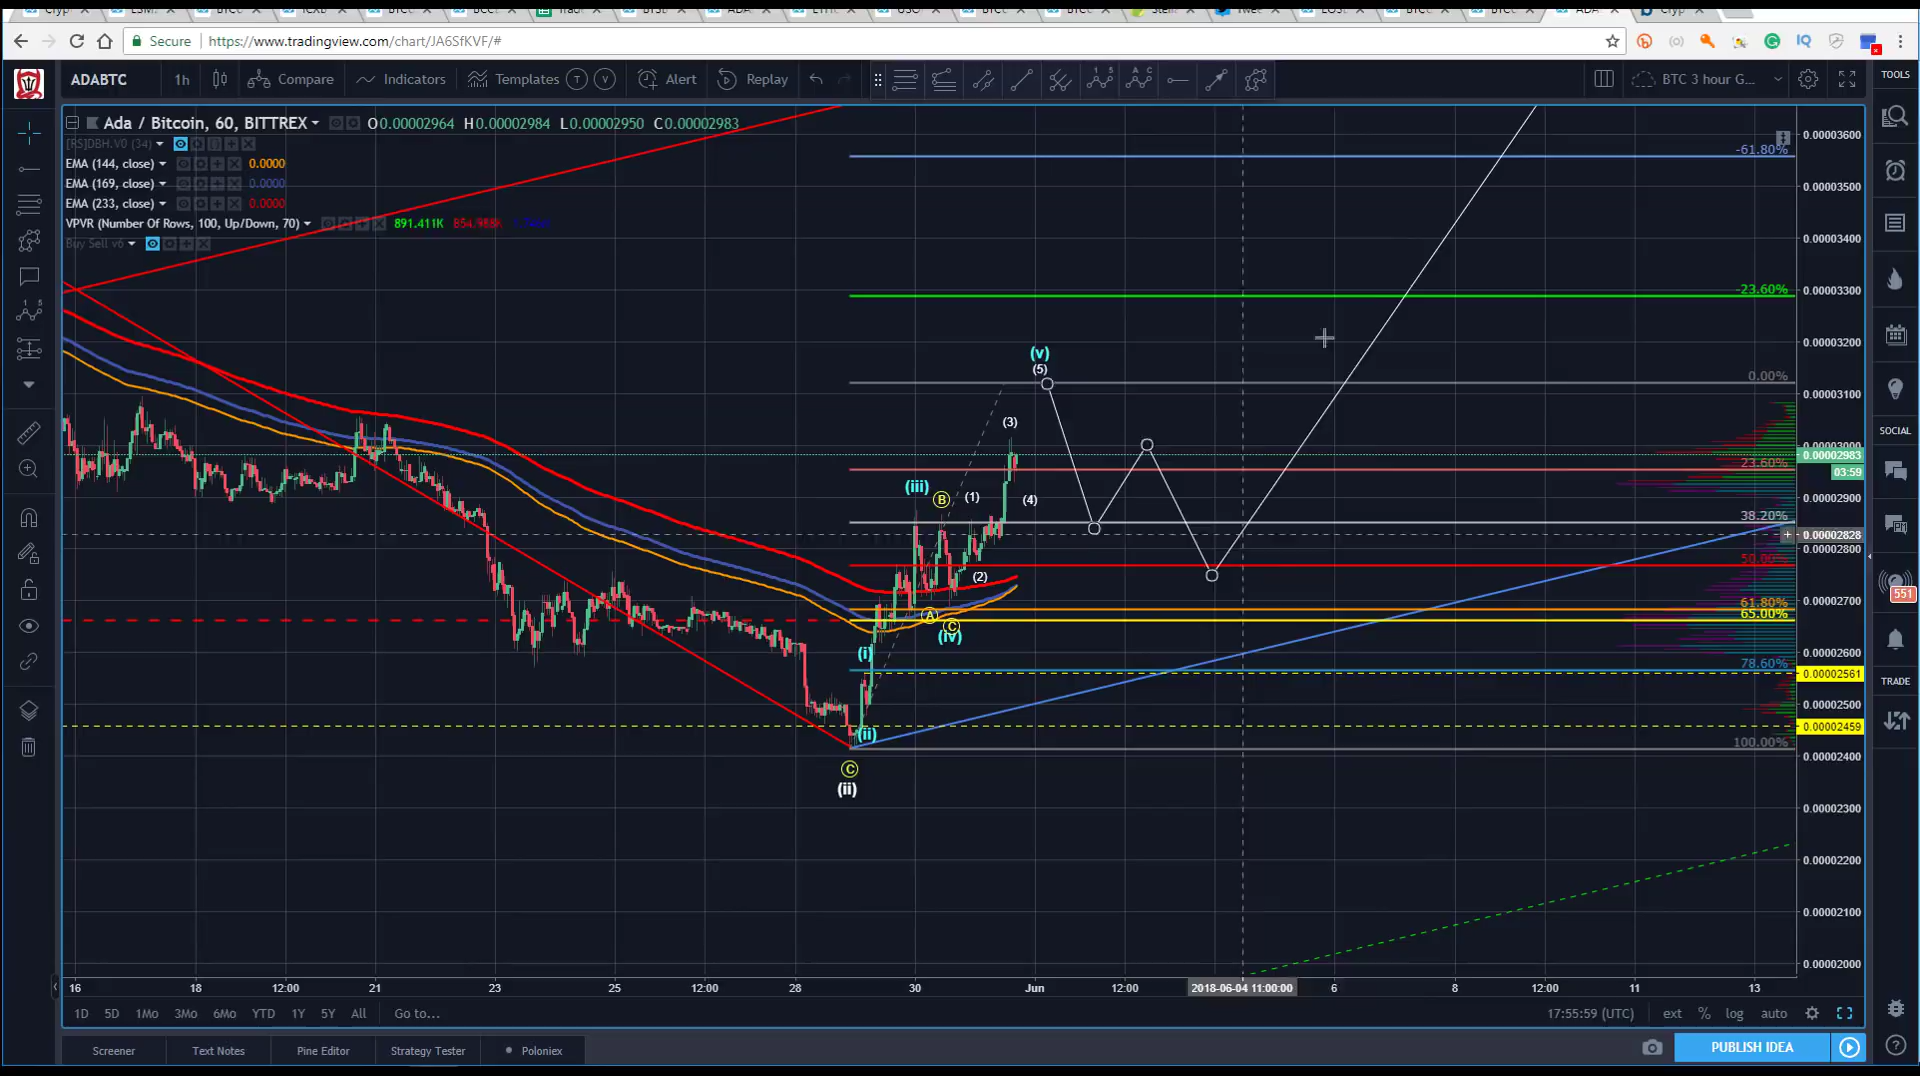 Secure https://www.tradingview.com/chart/JA6SfKVF/#
ADABTC 1h Compare Indicators Templates T V Alert Replay BTC 3 hour G... TOOLS
Ada / Bitcoin, 60, BITTREX O0.00002964 H0.00002984 L0.00002950 C0.00002983
[RS]DBH.V0 (34)
EMA (144, close) 0.0000
EMA (169, close) 0.0000
EMA (233, close) 0.0000
VPVR (Number Of Rows, 100, Up/Down, 70) 891.411K 854.988K
Buy Sell v6
0.00003600
-61.80%
0.00003500
0.00003400
-23.60%
0.00003300
0.00003200
(v)
(5)
0.00%
0.00003100
(3)
SOCIAL
0.00003000
0.00002983
23.60%
03:59
(iii)
B
(1)
(4)
0.00002900
38.20%
0.00002828
0.00002800
50.00%
(2)
0.00002700
61.80%
65.00%
A
C
(iv)
551
(i)
0.00002600
78.60%
0.00002561
TRADE
0.00002500
0.00002459
(ii)
100.00%
0.00002400
C
(ii)
0.00002300
0.00002200
0.00002100
0.00002000
16 18 12:00 21 23 25 12:00 28 30 Jun 12:00 2018-06-04 11:00:00 6 8 12:00 11 13
1D 5D 1Mo 3Mo 6Mo YTD 1Y 5Y All Go to... 17:55:59 (UTC) ext % log auto
Screener Text Notes Pine Editor Strategy Tester Poloniex PUBLISH IDEA